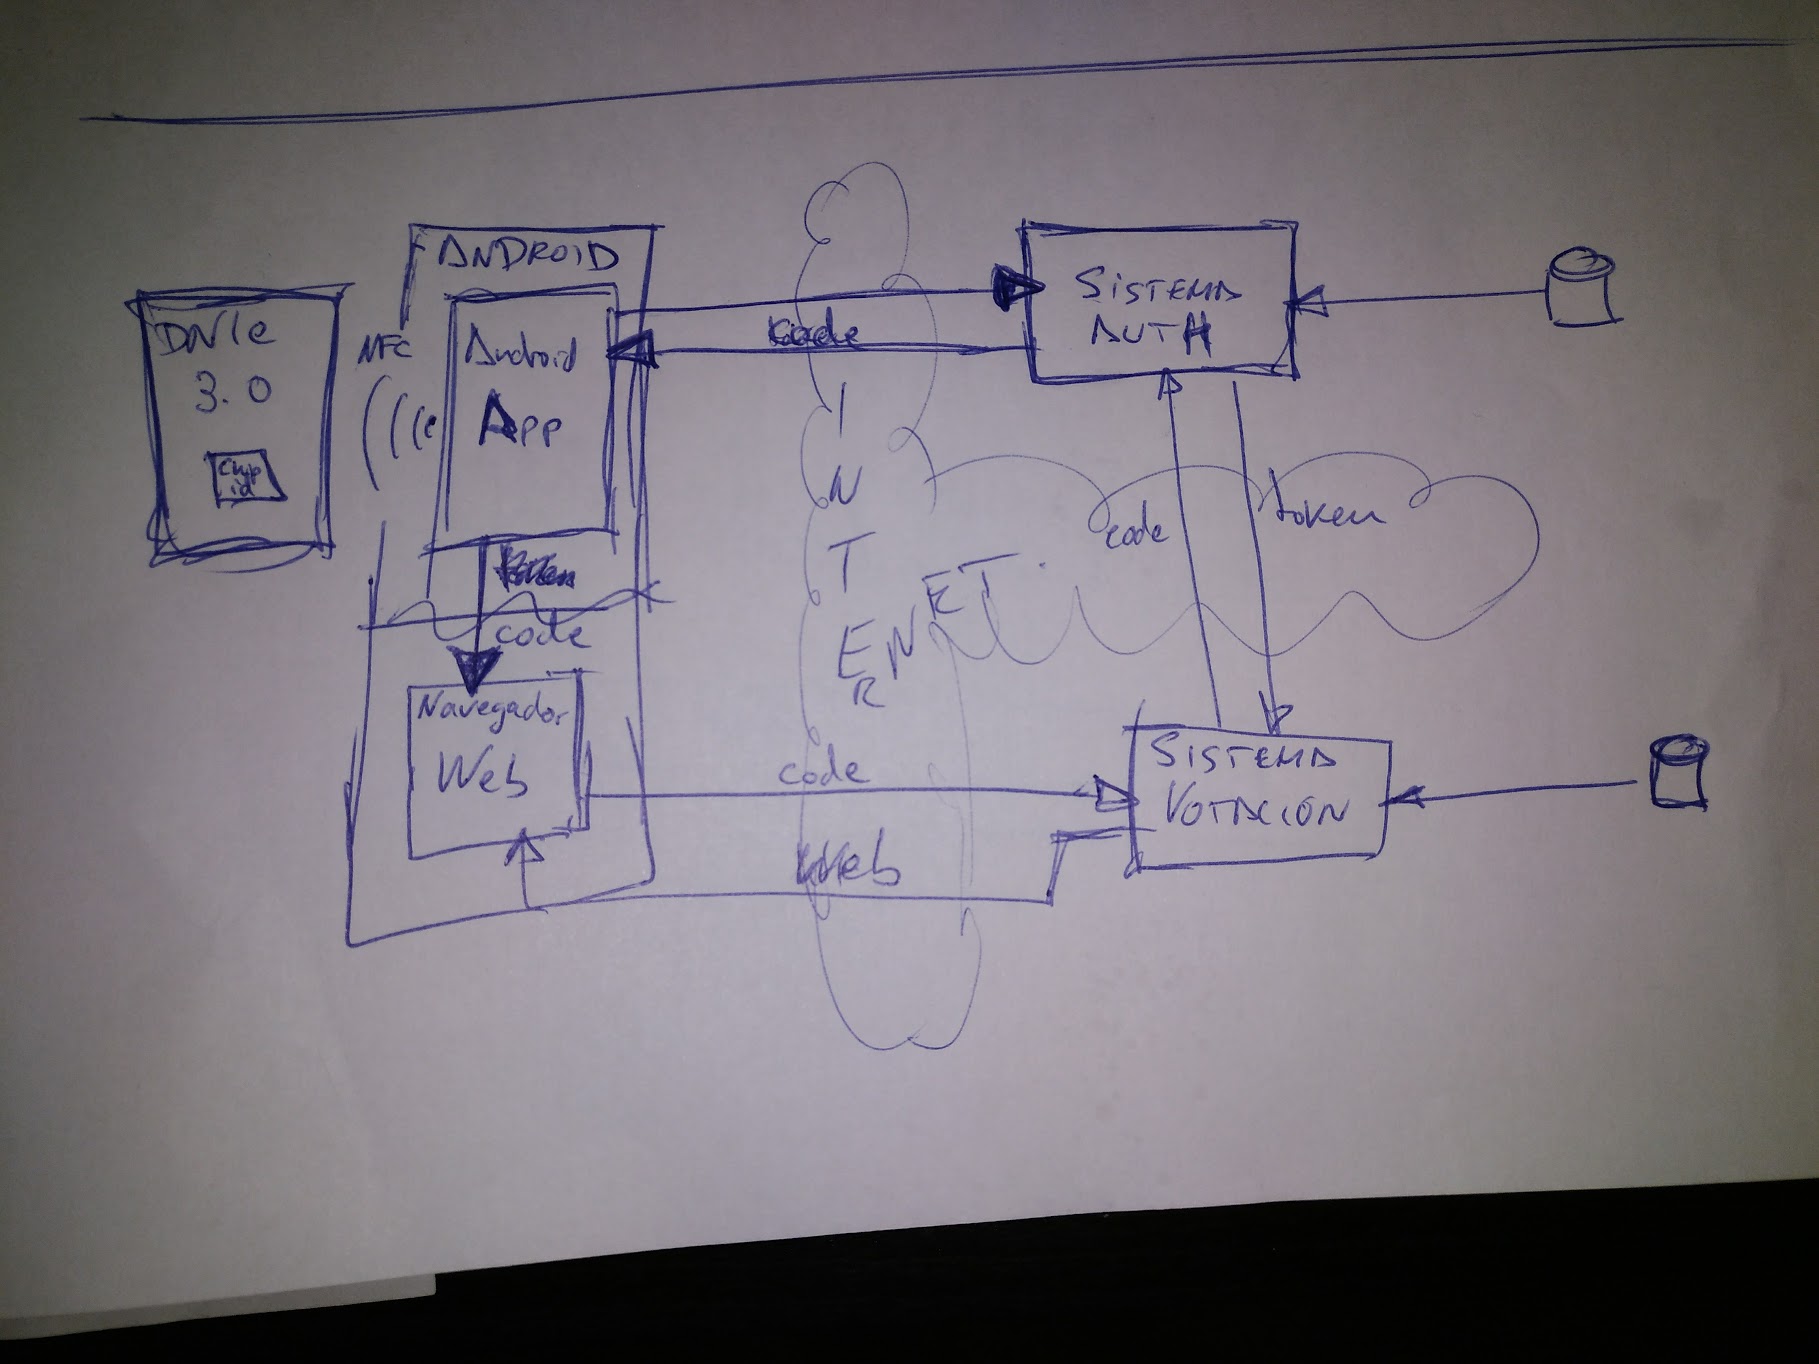 ANDROID
DNIe
3.0
Chip
id
NFC
Android
App
code
SISTEMA
AUTH
INTERNET.
code
token
code
Navegador
Web
code
SISTEMA
VOTACION
Web